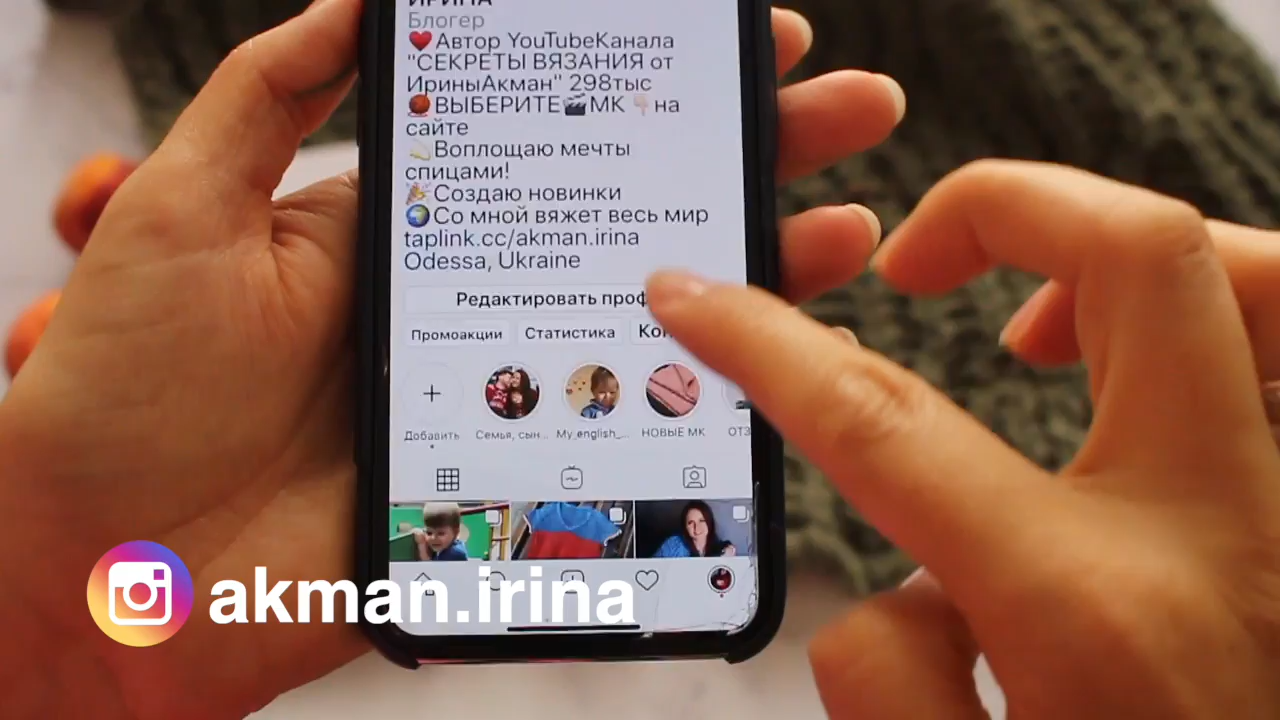 ИРИНА
Блогер
❤️Автор YouTubeКанала
"СЕКРЕТЫ ВЯЗАНИЯ от
ИриныАкман" 298тыс
🧶ВЫБЕРИТЕ🎬МК👇🏻на
сайте
💫Воплощаю мечты
спицами!
🎉Создаю новинки
🌍Со мной вяжет весь мир
taplink.cc/akman.irina
Odessa, Ukraine
Редактировать
Промоакции Статистика
Добавить Семья, сын... My_english_... НОВЫЕ МК
akman.irina